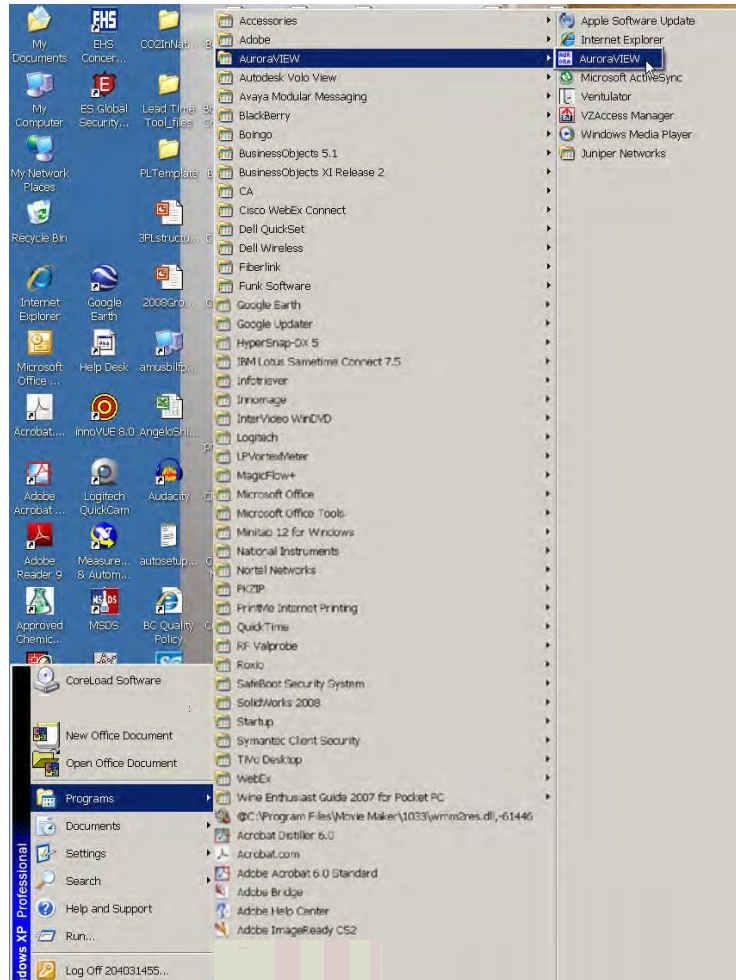 My Documents
EHS Concer...
CO2InNat...
My Computer
ES Global Security...
Lead Time Tool_files
My Network Places
PLTemplate
Recycle Bin
3PLstructu...
Internet Explorer
Google Earth
2008Gro...
Microsoft Office ...
Help Desk
amusbilfp...
Acrobat....
innoVUE 8.0
AngeloShi...
Adobe Acrobat ...
Logitech QuickCam
Audacity
Adobe Reader 9
Measure... & Autom...
autosetup...
Approved Chemic...
MSDS
BC Quality Policy
CoreLoad Software
New Office Document
Open Office Document
Programs
Documents
Settings
Search
Help and Support
Run...
Log Off 204031455...
dows XP Professional
Accessories
Adobe
AuroraVIEW
Autodesk Volo View
Avaya Modular Messaging
BlackBerry
Boingo
BusinessObjects 5.1
BusinessObjects XI Release 2
CA
Cisco WebEx Connect
Dell QuickSet
Dell Wireless
Fiberlink
Funk Software
Google Earth
Google Updater
HyperSnap-DX 5
IBM Lotus Sametime Connect 7.5
Infotriever
Innomage
InterVideo WinDVD
Logitech
LPVortexMeter
MagicFlow+
Microsoft Office
Microsoft Office Tools
Minitab 12 for Windows
National Instruments
Nortel Networks
PKZIP
PrintMe Internet Printing
QuickTime
RF Valprobe
Roxio
SafeBoot Security System
SolidWorks 2008
Startup
Symantec Client Security
TiVo Desktop
WebEx
Wine Enthusiast Guide 2007 for Pocket PC
@C:\Program Files\Movie Maker\1033\wmm2res.dll,-61446
Acrobat Distiller 6.0
Acrobat.com
Adobe Acrobat 6.0 Standard
Adobe Bridge
Adobe Help Center
Adobe ImageReady CS2
Apple Software Update
Internet Explorer
AuroraVIEW
Microsoft ActiveSync
Ventulator
VZAccess Manager
Windows Media Player
Juniper Networks